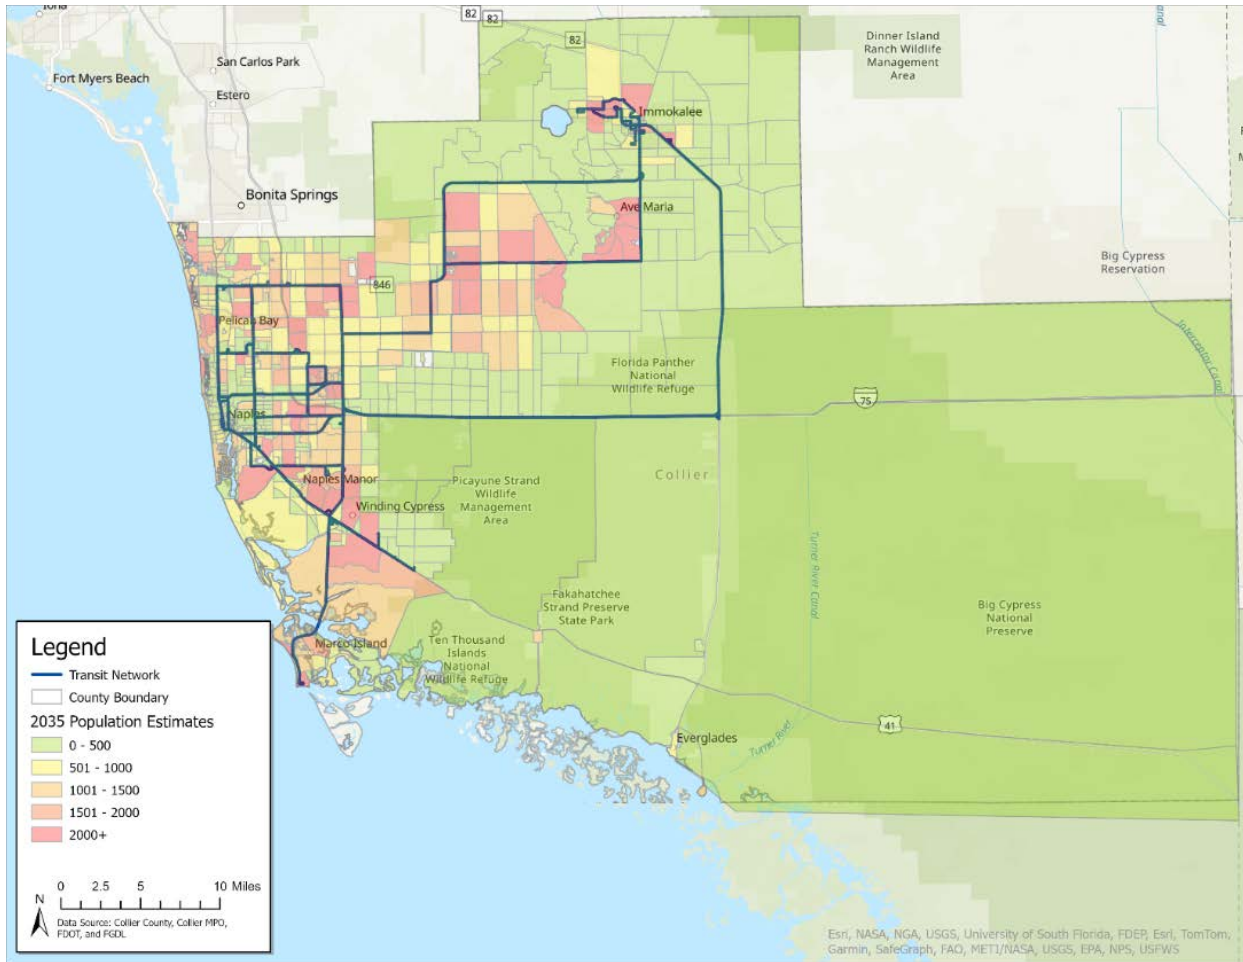 Iona
82
82
82
Dinner Island
Ranch Wildlife
Management
Area
San Carlos Park
Fort Myers Beach
Estero
Immokalee
Bonita Springs
Ave Maria
Big Cypress
Reservation
846
Pelican Bay
Interceptor Canal
Florida Panther
National
Wildlife Refuge
75
Naples
Collier
Naples Manor
Picayune Strand
Wildlife
Management
Area
Winding Cypress
Turner River Canal
Fakahatchee
Strand Preserve
State Park
Big Cypress
National
Preserve
Marco Island
Ten Thousand
Islands
National
Wildlife Refuge
41
Everglades
Turner River
Legend
Transit Network
County Boundary
2035 Population Estimates
0 - 500
501 - 1000
1001 - 1500
1501 - 2000
2000+
0 2.5 5 10 Miles
N
Data Source: Collier County, Collier MPO,
FDOT, and FGDL
Esri, NASA, NGA, USGS, University of South Florida, FDEP, Esri, TomTom,
Garmin, SafeGraph, FAO, METI/NASA, USGS, EPA, NPS, USFWS